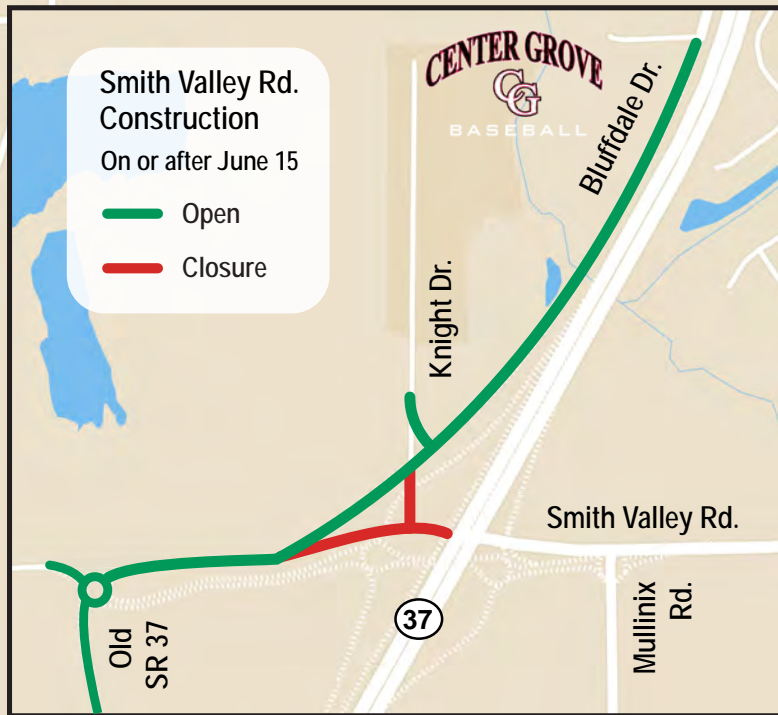 Smith Valley Rd.
Construction
On or after June 15
Open
Closure
CENTER GROVE
CG
BASEBALL
Bluffdale Dr.
Knight Dr.
Smith Valley Rd.
Mullinix
Rd.
37
Old
SR 37